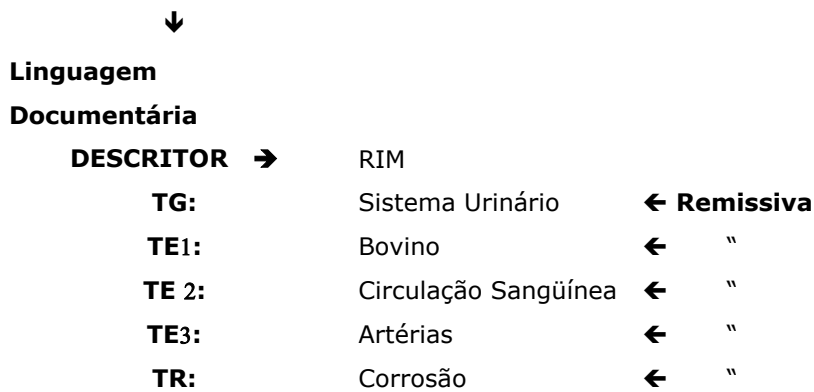 🡻
Linguagem
Documentária
DESCRITOR 🡺 RIM
TG: Sistema Urinário 🡸 Remissiva
TE1: Bovino 🡸 “
TE 2: Circulação Sangüínea 🡸 “
TE3: Artérias 🡸 “
TR: Corrosão 🡸 “